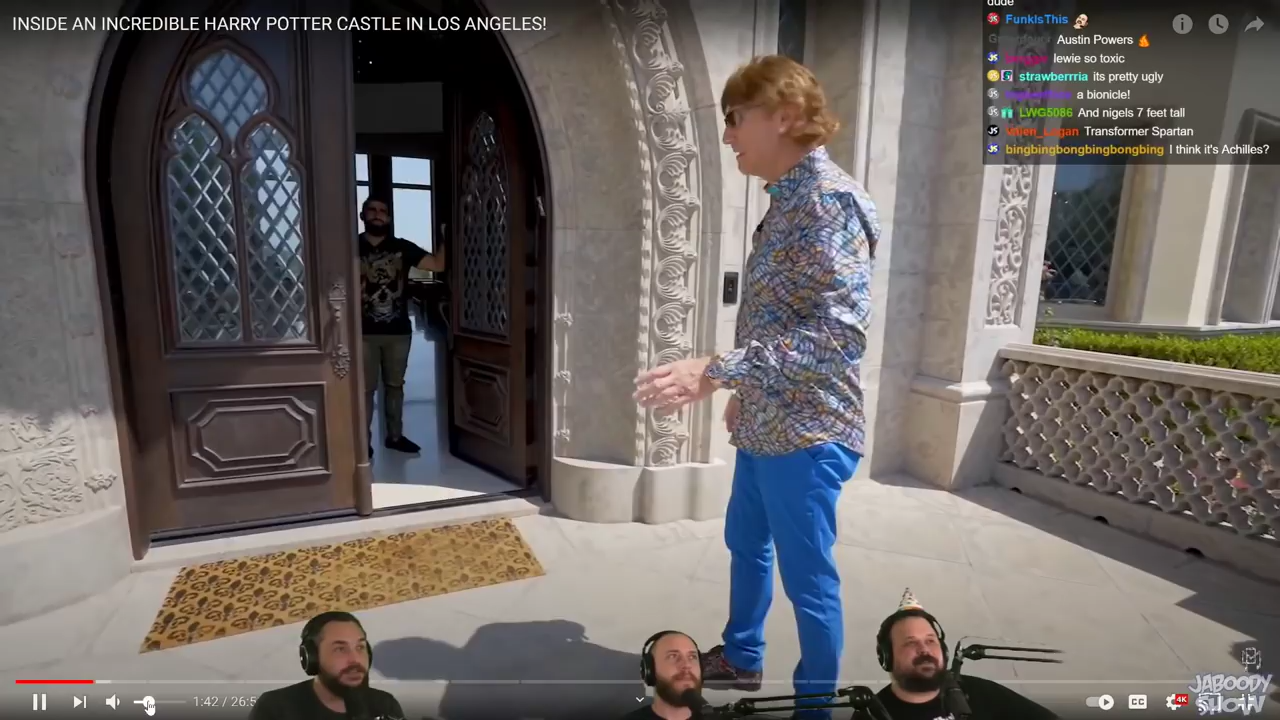 INSIDE AN INCREDIBLE HARRY POTTER CASTLE IN LOS ANGELES!
dude
FunkIsThis
Austin Powers
lewie so toxic
strawberrria its pretty ugly
a bionicle!
LWG5086 And nigels 7 feet tall
Transformer Spartan
bingbingbongbingbongbing I think it's Achilles?
1:42 / 26:5
CC
4K
JABOODY
SHOW